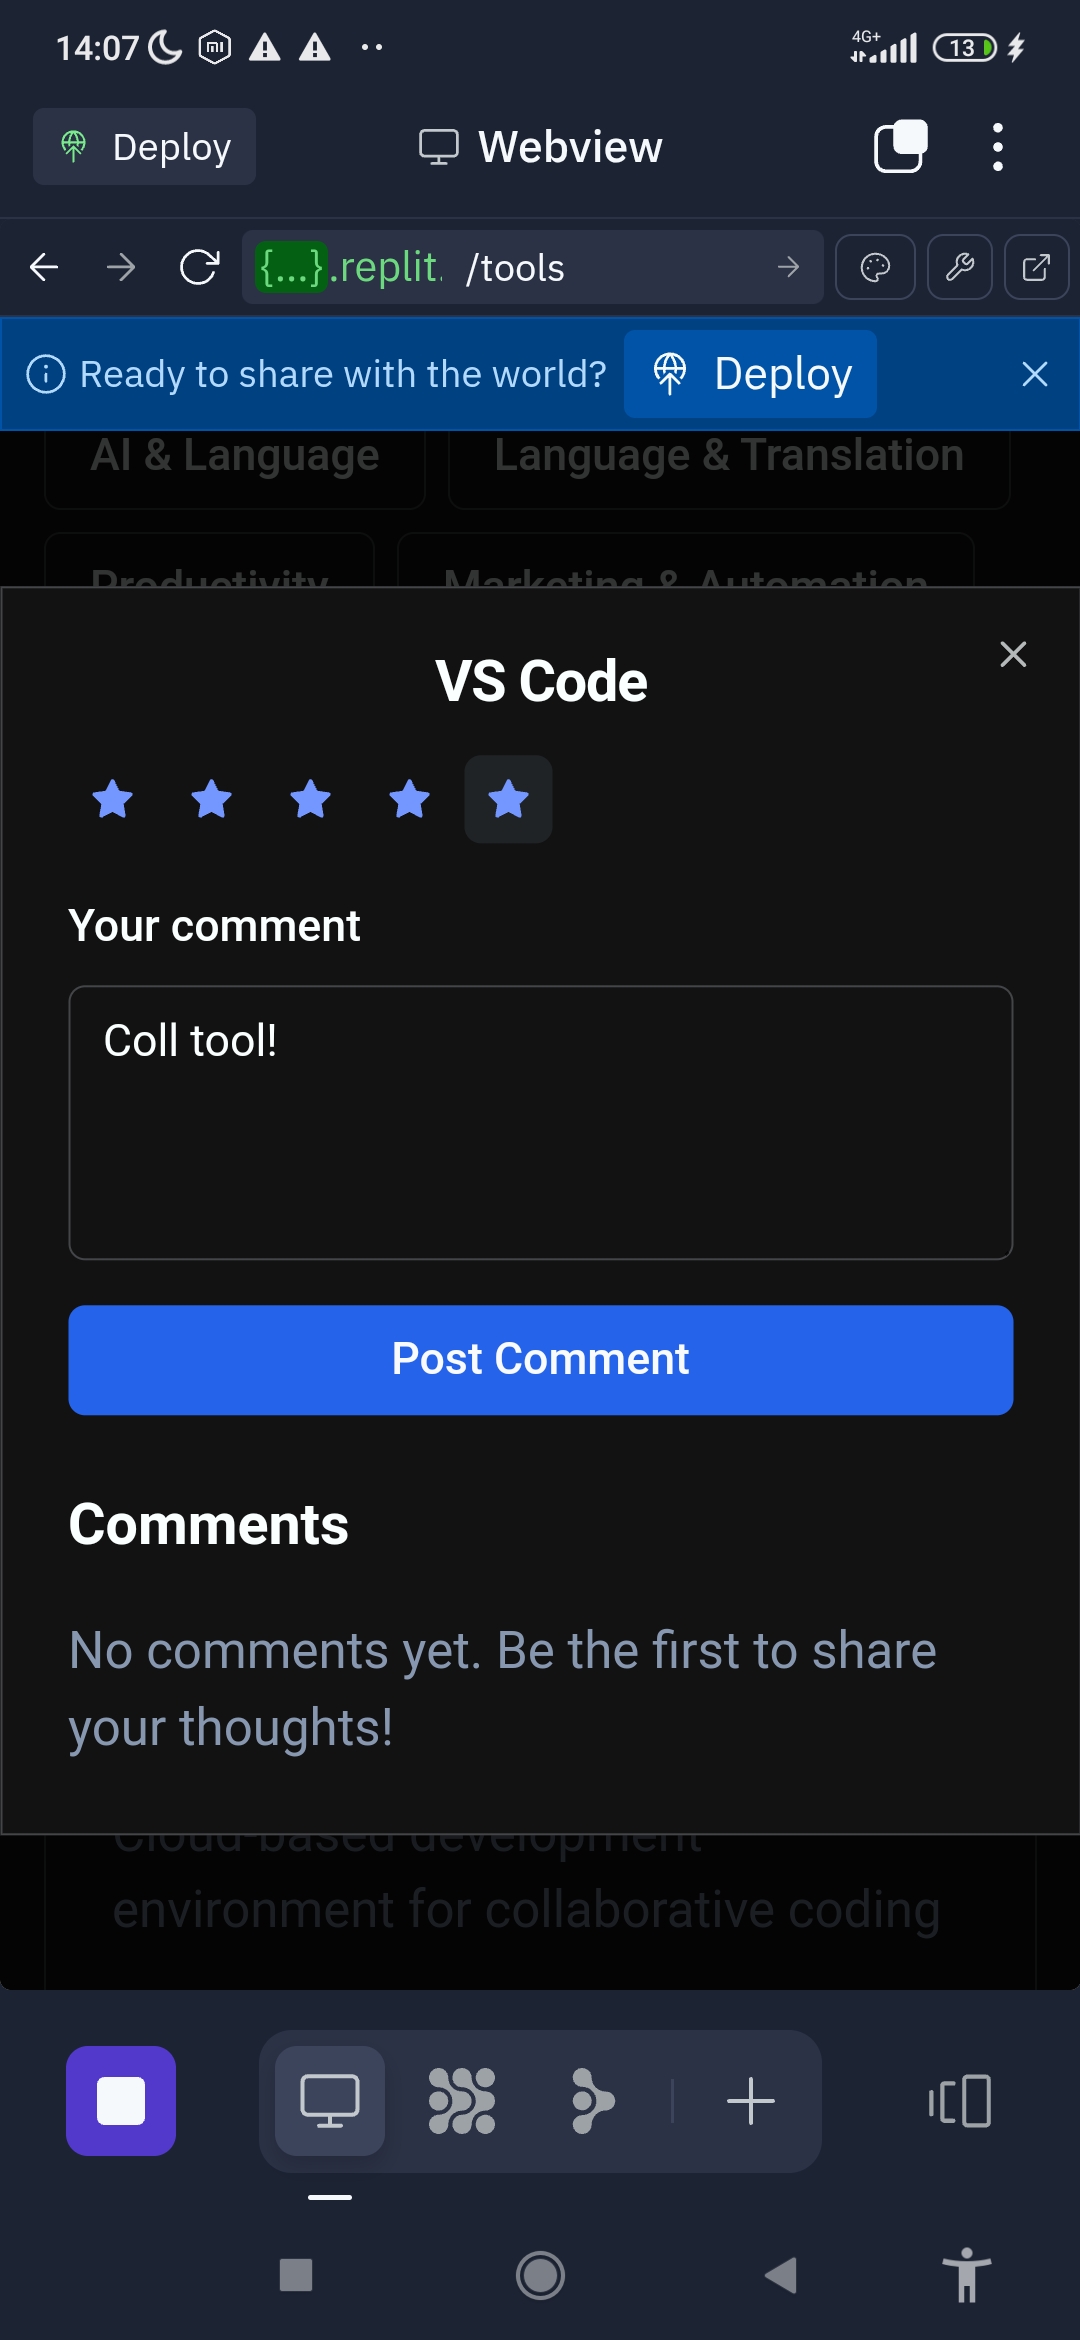 14:07
4G+
13
Deploy
Webview
{...}.replit. /tools
Ready to share with the world?
Deploy
AI & Language
Language & Translation
Productivity
Marketing & Automation
VS Code
Your comment
Coll tool!
Post Comment
Comments
No comments yet. Be the first to share
your thoughts!
Cloud-based development
environment for collaborative coding